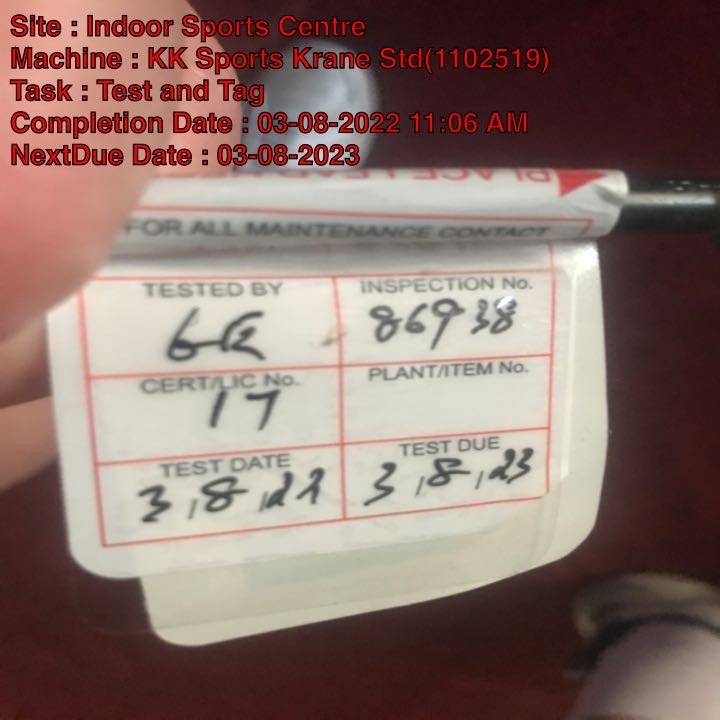 Site : Indoor Sports Centre
Machine : KK Sports Krane Std(1102519)
Task : Test and Tag
Completion Date : 03-08-2022 11:06 AM
NextDue Date : 03-08-2023
FOR ALL MAINTENANCE CONTACT
TESTED BY
INSPECTION No.
86938
CERT/LIC No.
17
PLANT/ITEM No.
TEST DATE
3,8,22
TEST DUE
3,8,23